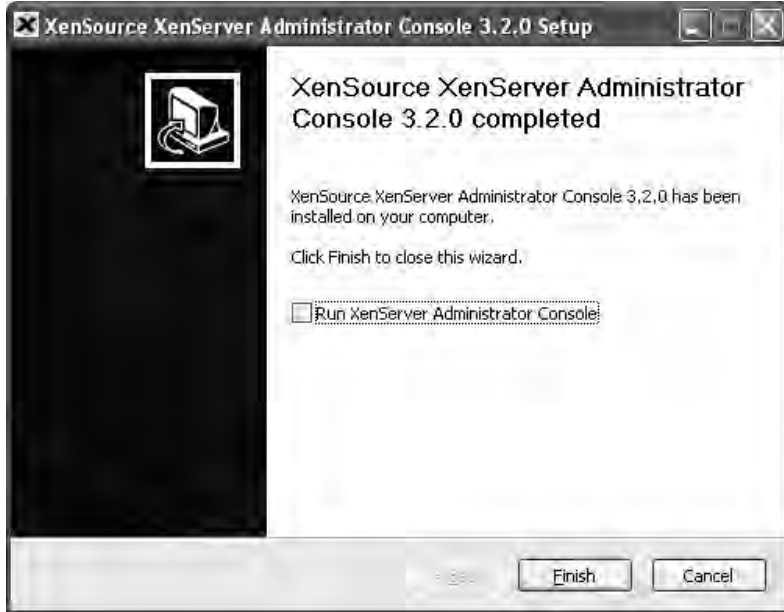 XenSource XenServer Administrator Console 3.2.0 Setup
XenSource XenServer Administrator
Console 3.2.0 completed
XenSource XenServer Administrator Console 3.2.0 has been
installed on your computer.
Click Finish to close this wizard.
Run XenServer Administrator Console
Finish
Cancel